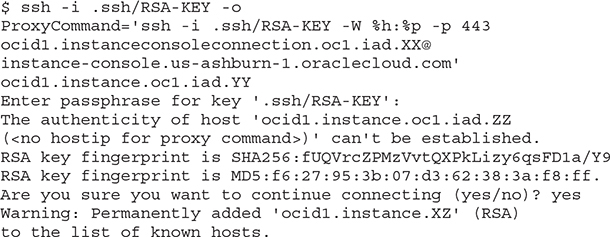 $ ssh -i .ssh/RSA-KEY -o
ProxyCommand='ssh -i .ssh/RSA-KEY -W %h:%p -p 443
ocid1.instanceconsoleconnection.oc1.iad.XX@
instance-console.us-ashburn-1.oraclecloud.com'
ocid1.instance.oc1.iad.YY
Enter passphrase for key '.ssh/RSA-KEY':
The authenticity of host 'ocid1.instance.oc1.iad.ZZ
(<no hostip for proxy command>)' can't be established.
RSA key fingerprint is SHA256:fUQVrcZPMzVvtQXPkLizy6qsFD1a/Y9
RSA key fingerprint is MD5:f6:27:95:3b:07:d3:62:38:3a:f8:ff.
Are you sure you want to continue connecting (yes/no)? yes
Warning: Permanently added 'ocid1.instance.XZ' (RSA)
to the list of known hosts.